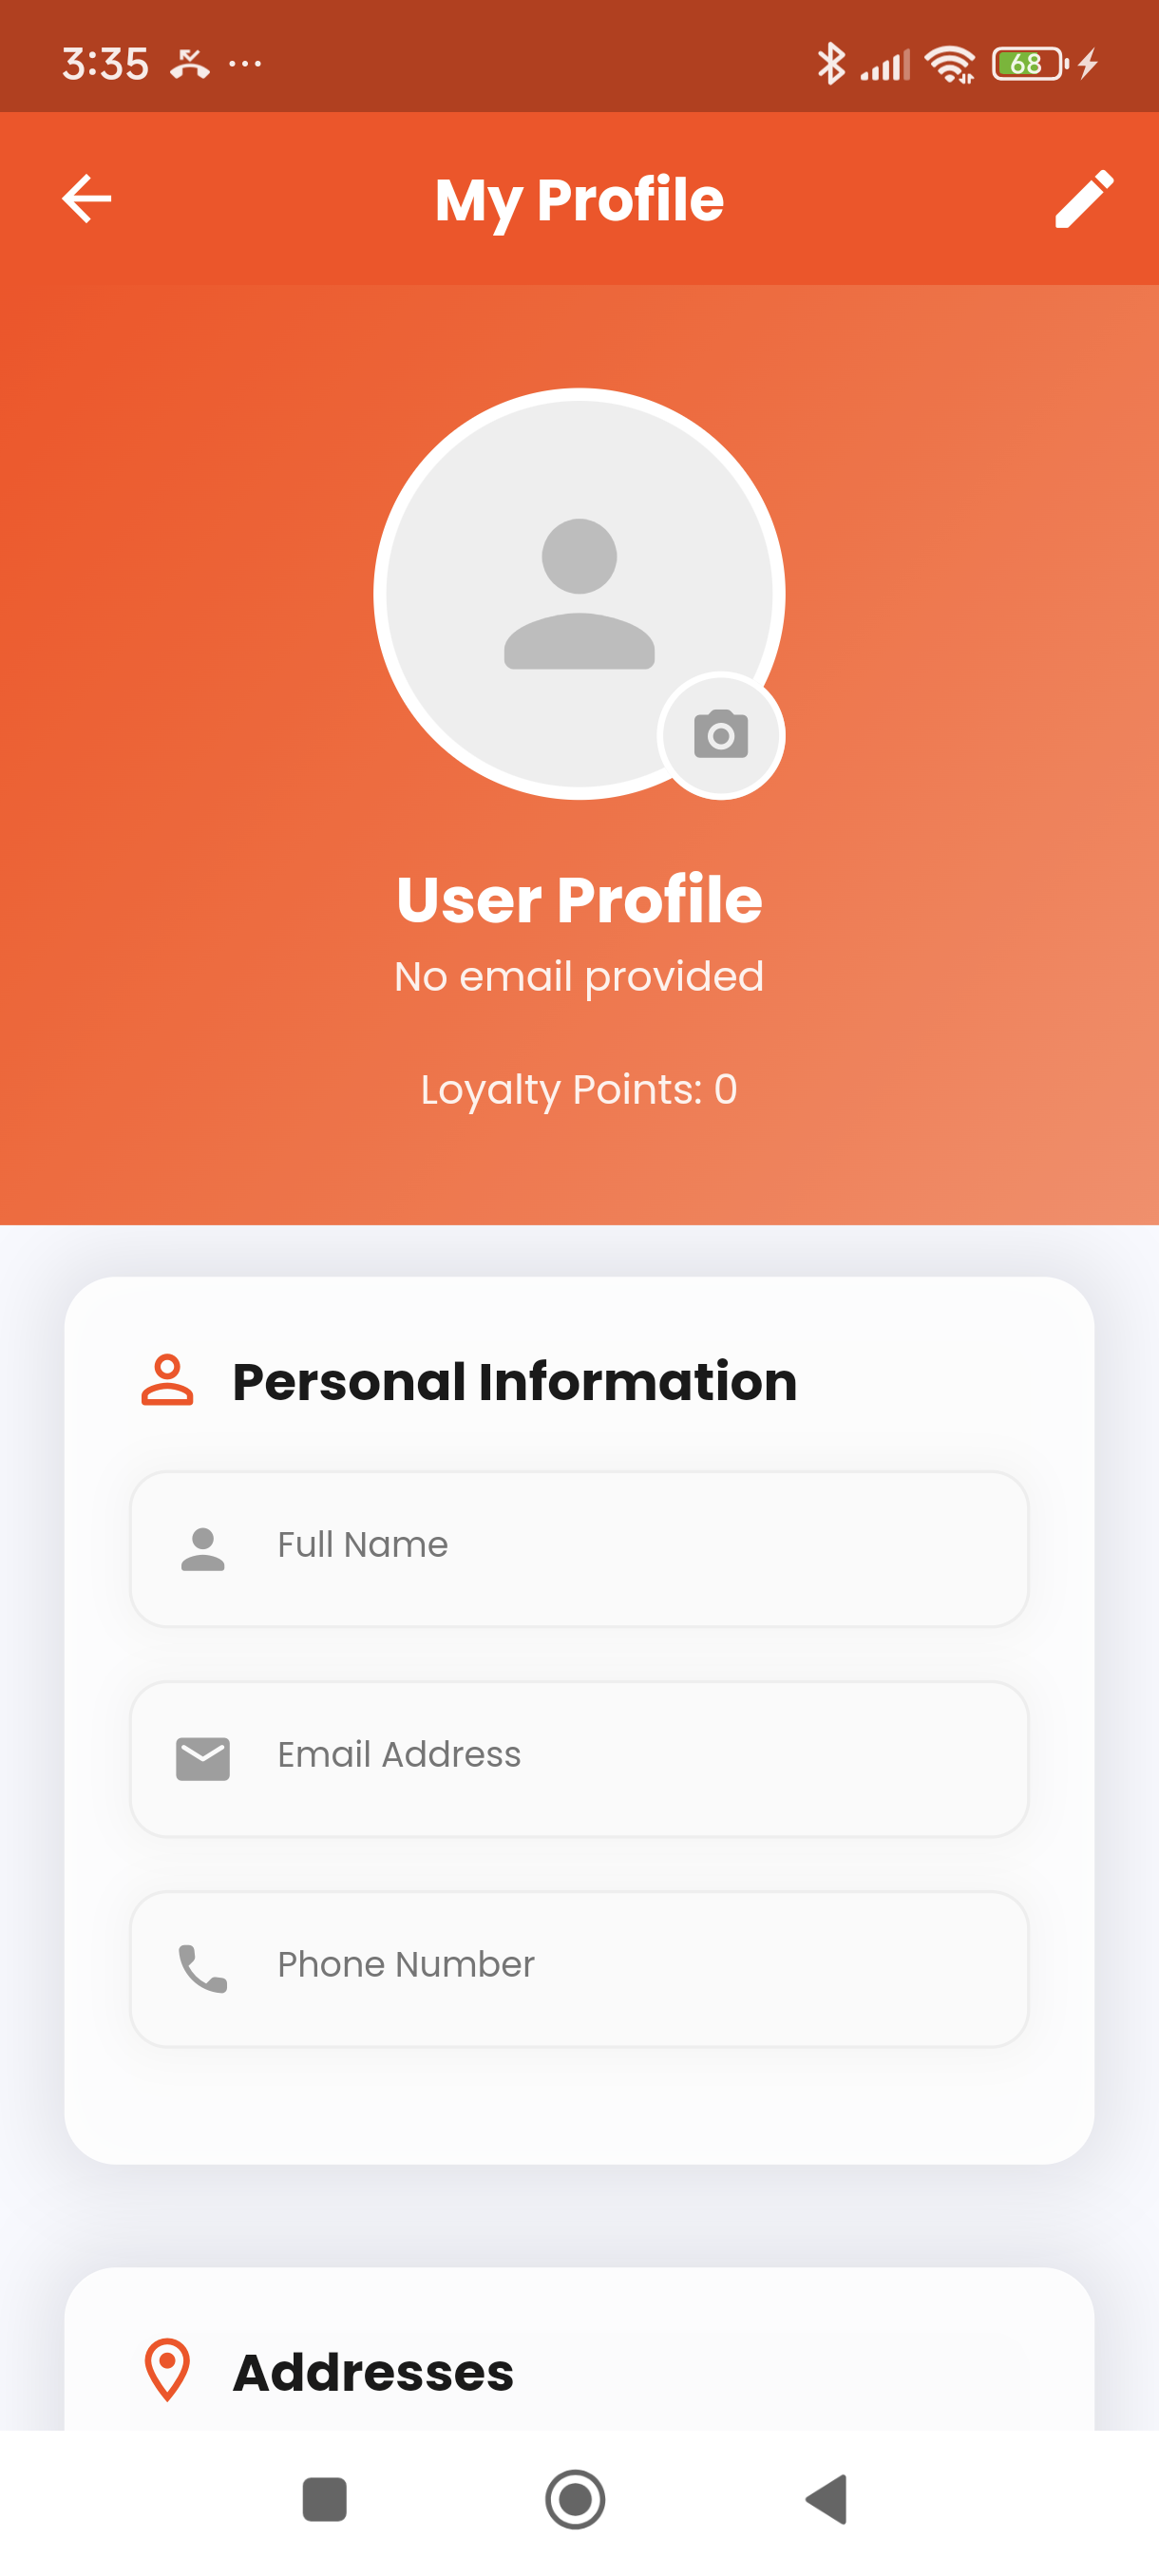 3:35
68
My Profile
User Profile
No email provided
Loyalty Points: 0
Personal Information
Full Name
Email Address
Phone Number
Addresses